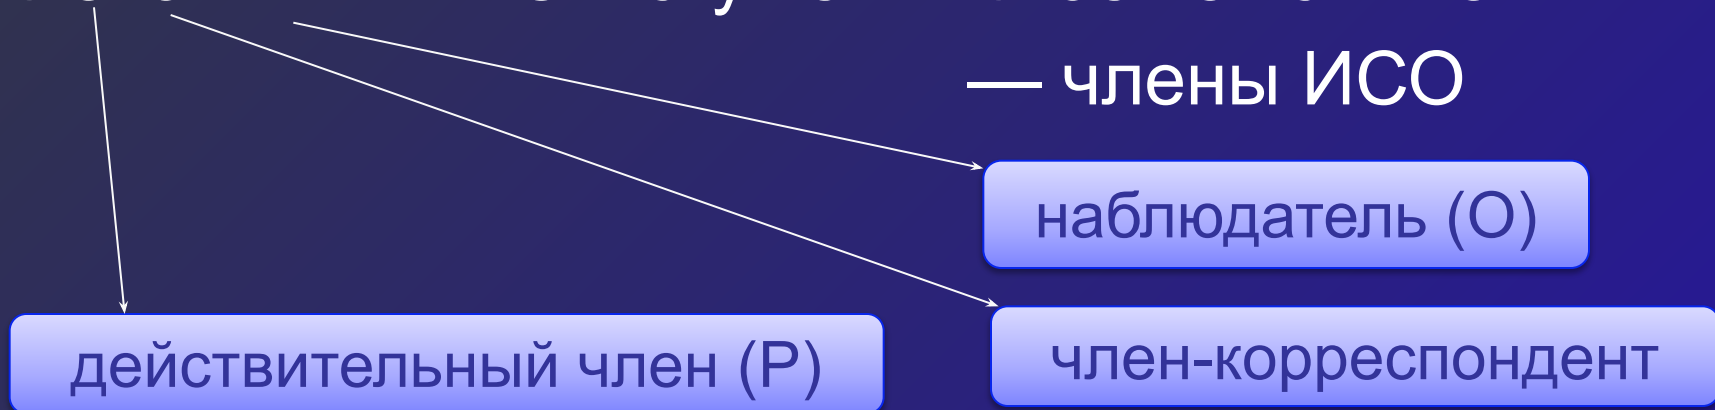 — члены ИСО
наблюдатель (О)
действительный член (Р)
член-корреспондент